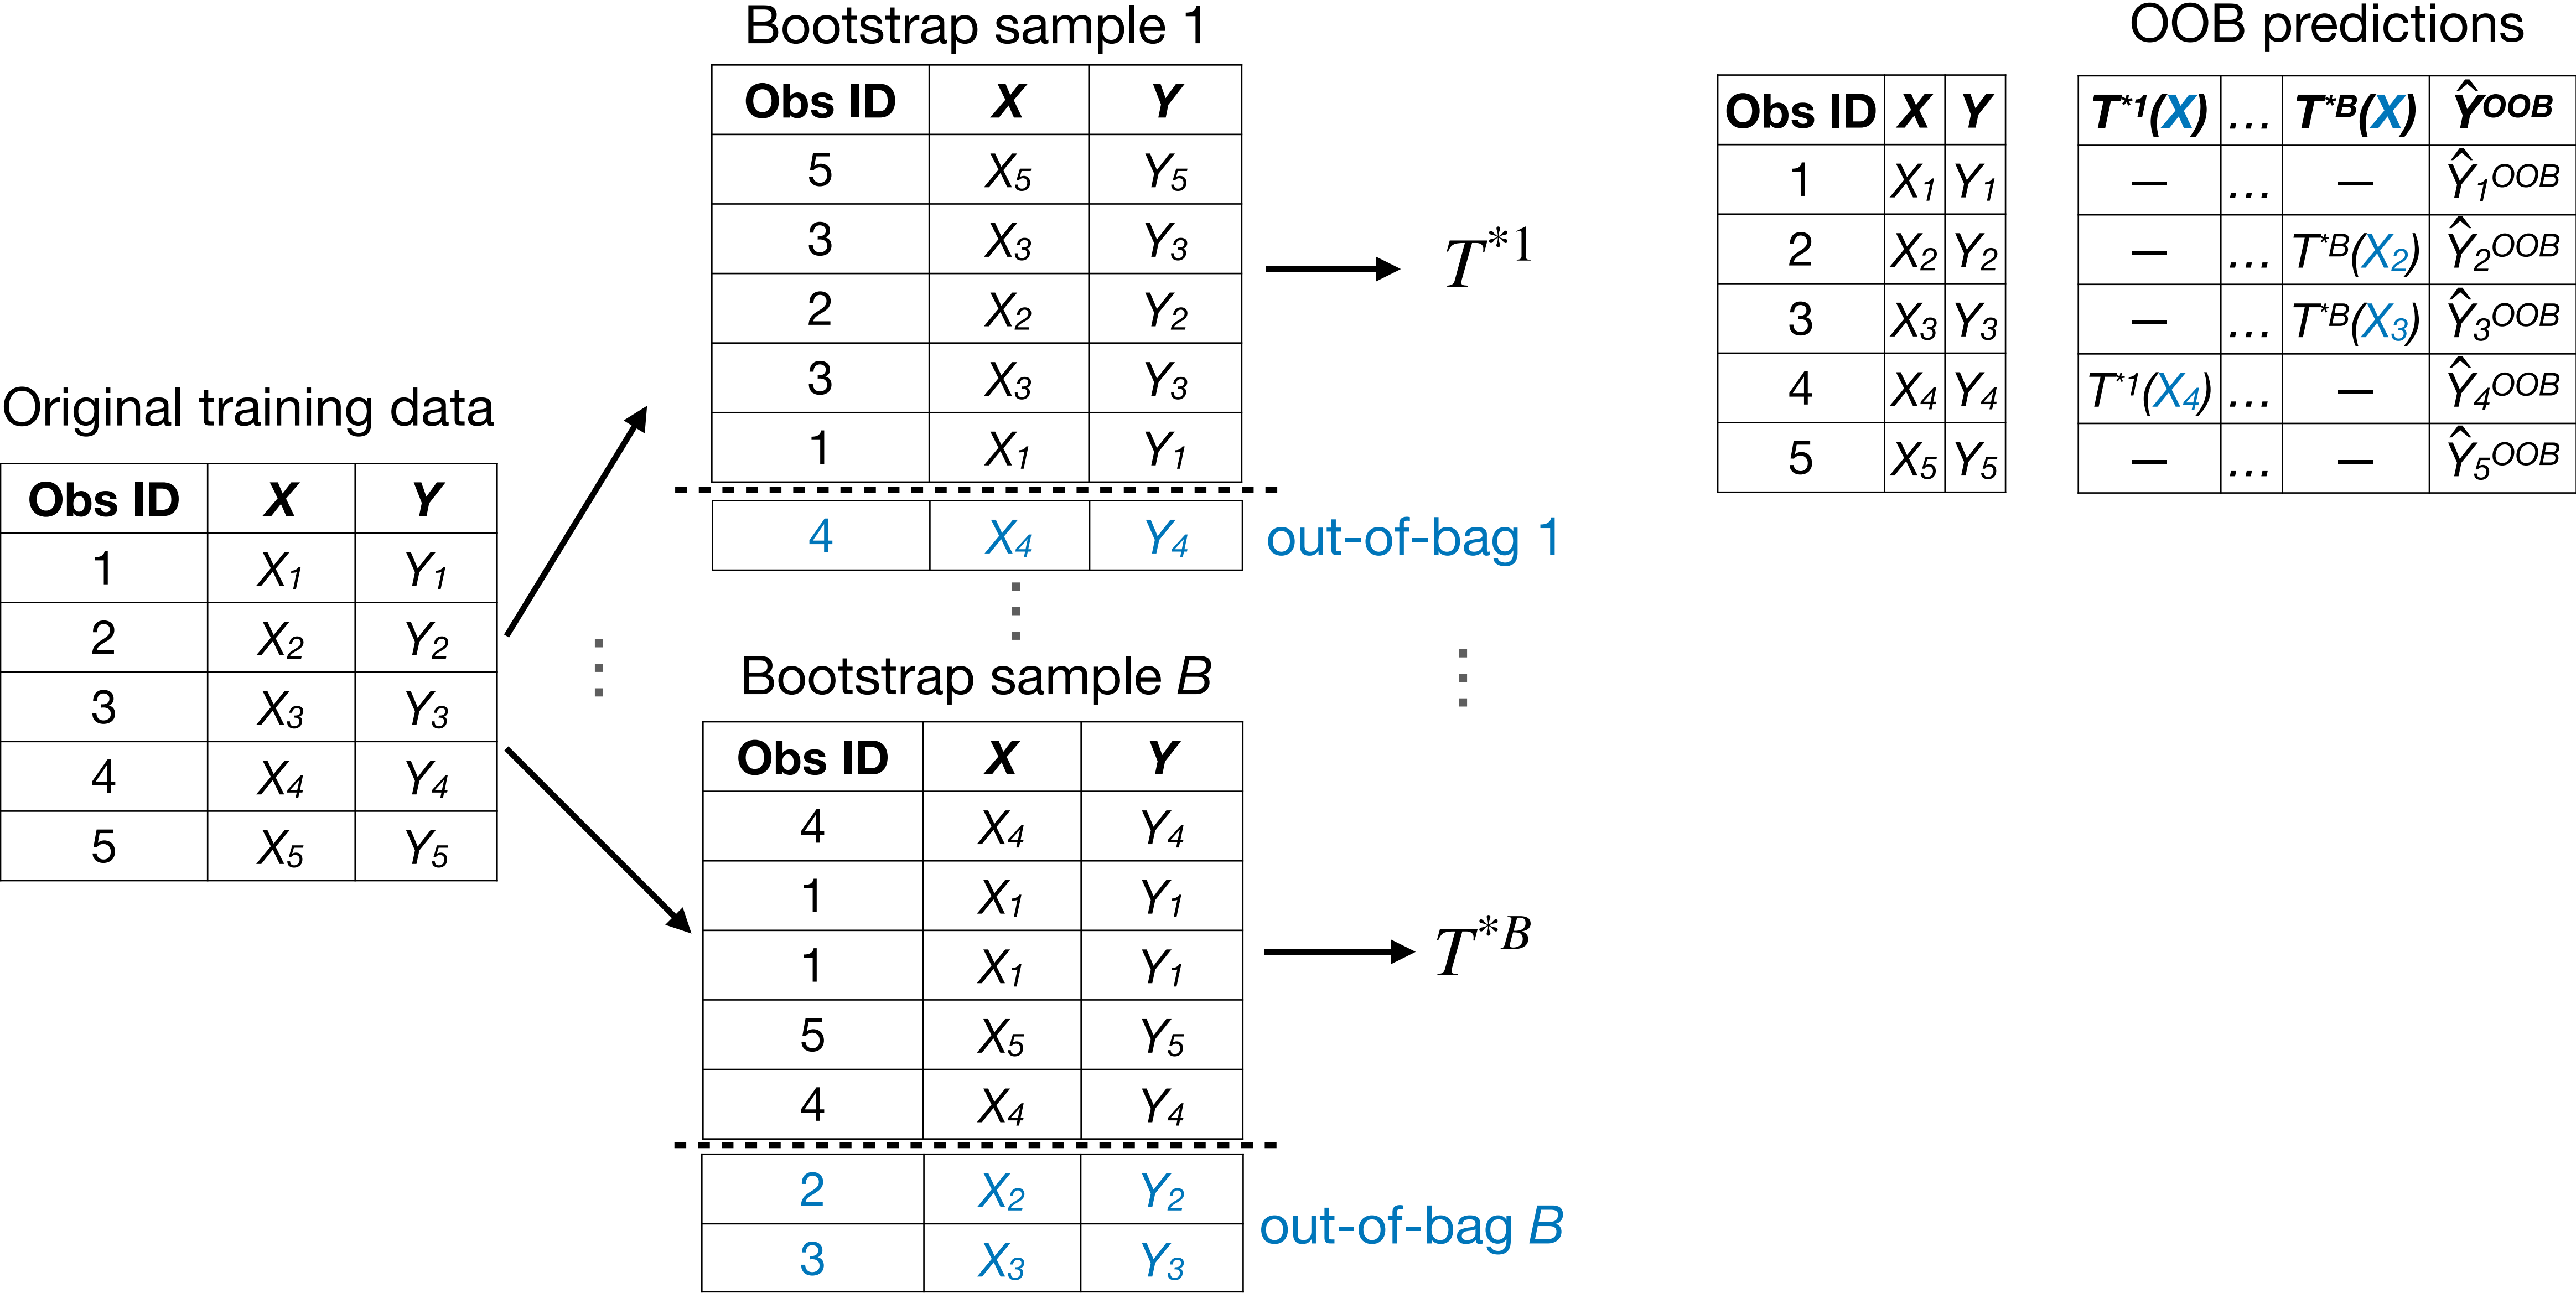 Original training data
Obs ID X Y
1 X₁ Y₁
2 X₂ Y₂
3 X₃ Y₃
4 X₄ Y₄
5 X₅ Y₅
Bootstrap sample 1
Obs ID X Y
5 X₅ Y₅
3 X₃ Y₃
2 X₂ Y₂
3 X₃ Y₃
1 X₁ Y₁
4 X₄ Y₄ out-of-bag 1
T*1
Bootstrap sample B
Obs ID X Y
4 X₄ Y₄
1 X₁ Y₁
1 X₁ Y₁
5 X₅ Y₅
4 X₄ Y₄
2 X₂ Y₂
3 X₃ Y₃
out-of-bag B
T*B
OOB predictions
Obs ID X Y T*1(X) ... T*B(X) ŶOOB
1 X₁ Y₁ — ... — Ŷ₁OOB
2 X₂ Y₂ — ... T*B(X₂) Ŷ₂OOB
3 X₃ Y₃ — ... T*B(X₃) Ŷ₃OOB
4 X₄ Y₄ T*1(X₄) ... — Ŷ₄OOB
5 X₅ Y₅ — ... — Ŷ₅OOB